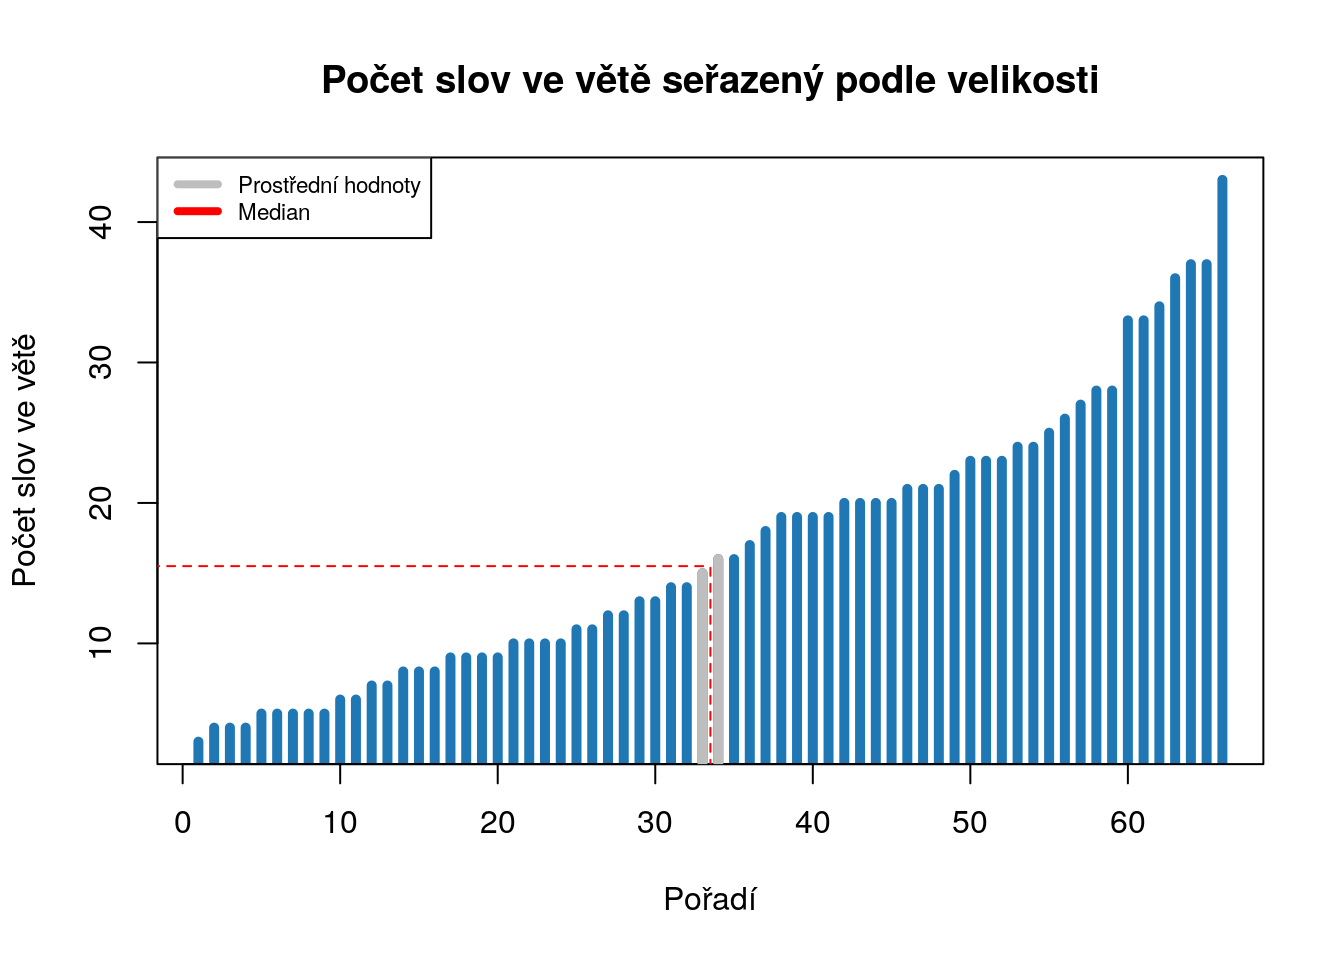 Počet slov ve větě seřazený podle velikosti
Prostřední hodnoty
Median
Počet slov ve větě
40
30
20
10
0 10 20 30 40 50 60
Pořadí